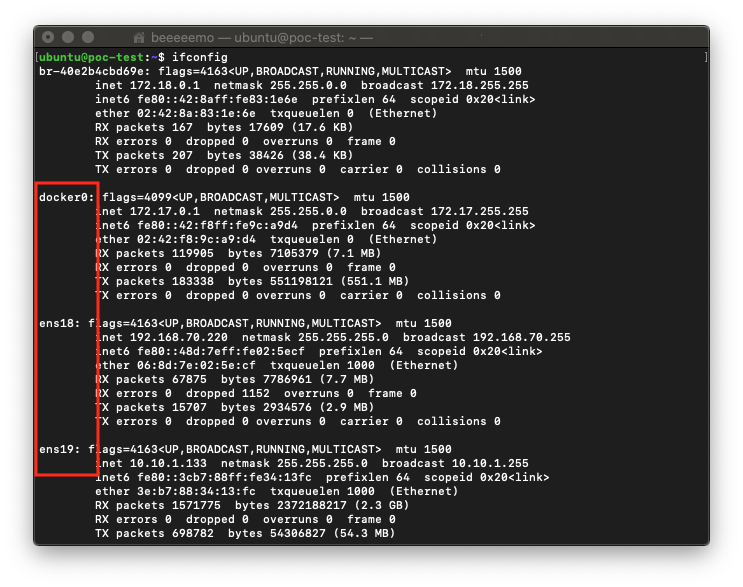 beeeeemo — ubuntu@poc-test: ~ —
[ubuntu@poc-test:~$ ifconfig ]
br-40e2b4cbd69e: flags=4163<UP,BROADCAST,RUNNING,MULTICAST>  mtu 1500
        inet 172.18.0.1  netmask 255.255.0.0  broadcast 172.18.255.255
        inet6 fe80::42:8aff:fe83:1e6e  prefixlen 64  scopeid 0x20<link>
        ether 02:42:8a:83:1e:6e  txqueuelen 0  (Ethernet)
        RX packets 167  bytes 17609 (17.6 KB)
        RX errors 0  dropped 0  overruns 0  frame 0
        TX packets 207  bytes 38426 (38.4 KB)
        TX errors 0  dropped 0 overruns 0  carrier 0  collisions 0
docker0: flags=4099<UP,BROADCAST,MULTICAST>  mtu 1500
        inet 172.17.0.1  netmask 255.255.0.0  broadcast 172.17.255.255
        inet6 fe80::42:f8ff:fe9c:a9d4  prefixlen 64  scopeid 0x20<link>
        ether 02:42:f8:9c:a9:d4  txqueuelen 0  (Ethernet)
        RX packets 119905  bytes 7105379 (7.1 MB)
        RX errors 0  dropped 0  overruns 0  frame 0
        TX packets 183338  bytes 551198121 (551.1 MB)
        TX errors 0  dropped 0 overruns 0  carrier 0  collisions 0
ens18: flags=4163<UP,BROADCAST,RUNNING,MULTICAST>  mtu 1500
        inet 192.168.70.220  netmask 255.255.255.0  broadcast 192.168.70.255
        inet6 fe80::48d:7eff:fe02:5ecf  prefixlen 64  scopeid 0x20<link>
        ether 06:8d:7e:02:5e:cf  txqueuelen 1000  (Ethernet)
        RX packets 67875  bytes 7786961 (7.7 MB)
        RX errors 0  dropped 1152  overruns 0  frame 0
        TX packets 15707  bytes 2934576 (2.9 MB)
        TX errors 0  dropped 0 overruns 0  carrier 0  collisions 0
ens19: flags=4163<UP,BROADCAST,RUNNING,MULTICAST>  mtu 1500
        inet 10.10.1.133  netmask 255.255.255.0  broadcast 10.10.1.255
        inet6 fe80::3cb7:88ff:fe34:13fc  prefixlen 64  scopeid 0x20<link>
        ether 3e:b7:88:34:13:fc  txqueuelen 1000  (Ethernet)
        RX packets 1571775  bytes 2372188217 (2.3 GB)
        RX errors 0  dropped 0  overruns 0  frame 0
        TX packets 698782  bytes 54306827 (54.3 MB)